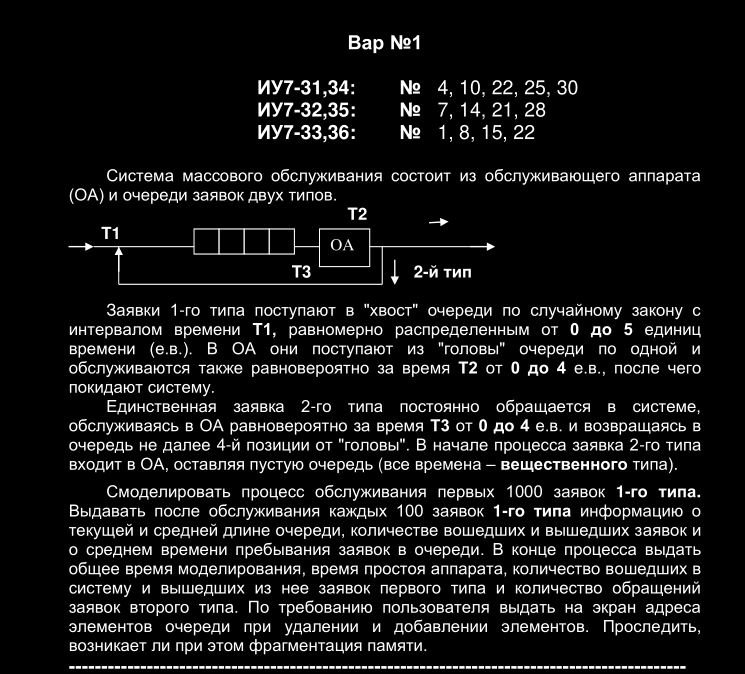 Вар №1
ИУ7-31,34: № 4, 10, 22, 25, 30
ИУ7-32,35: № 7, 14, 21, 28
ИУ7-33,36: № 1, 8, 15, 22
Система массового обслуживания состоит из обслуживающего аппарата
(ОА) и очереди заявок двух типов.
Т2
Т1
ОА
Т3 2-й тип
Заявки 1-го типа поступают в "хвост" очереди по случайному закону с
интервалом времени Т1, равномерно распределенным от 0 до 5 единиц
времени (е.в.). В ОА они поступают из "головы" очереди по одной и
обслуживаются также равновероятно за время Т2 от 0 до 4 е.в., после чего
покидают систему.
Единственная заявка 2-го типа постоянно обращается в системе,
обслуживаясь в ОА равновероятно за время Т3 от 0 до 4 е.в. и возвращаясь в
очередь не далее 4-й позиции от "головы". В начале процесса заявка 2-го типа
входит в ОА, оставляя пустую очередь (все времена – вещественного типа).
Смоделировать процесс обслуживания первых 1000 заявок 1-го типа.
Выдавать после обслуживания каждых 100 заявок 1-го типа информацию о
текущей и средней длине очереди, количестве вошедших и вышедших заявок и
о среднем времени пребывания заявок в очереди. В конце процесса выдать
общее время моделирования, время простоя аппарата, количество вошедших в
систему и вышедших из нее заявок первого типа и количество обращений
заявок второго типа. По требованию пользователя выдать на экран адреса
элементов очереди при удалении и добавлении элементов. Проследить,
возникает ли при этом фрагментация памяти.